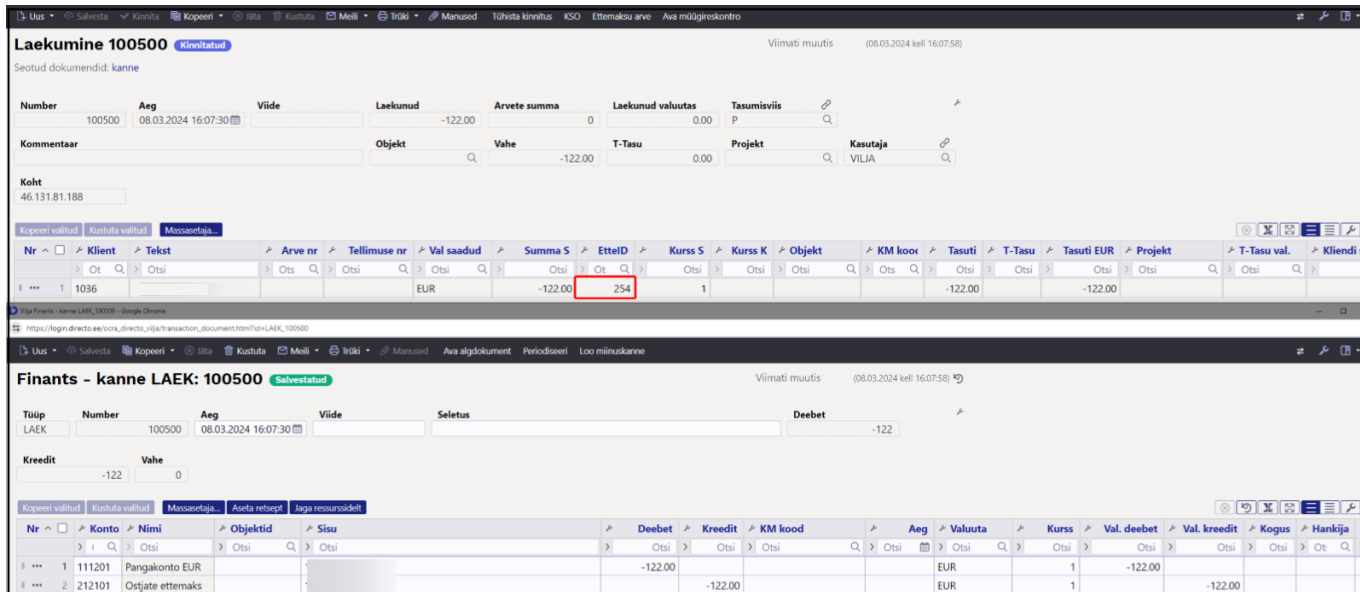 Uus Salvesta Kinnita Kopeeri Jäta Kustuta Meili Trüki Manused Tühista kinnitus KSO Ettemaksu arve Ava müügireskontro
Laekumine 100500 Kinnitatud Viimati muutis (08.03.2024 kell 16:07:58)
Seotud dokumendid: kanne
Number Aeg Viide Laekunud Arvete summa Laekunud valuutas Tasumisviis
100500 08.03.2024 16:07:30 -122.00 0 0.00 P
Kommentaar Objekt Vahe T-Tasu Projekt Kasutaja
-122.00 0.00 VILJA
Koht
46.131.81.188
Kopeeri valitud Kustuta valitud Massasetaja...
Nr Klient Tekst Arve nr Tellimuse nr Val saadud Summa S EtteID Kurss S Kurss K Objekt KM kood Tasuti T-Tasu Tasuti EUR Projekt T-Tasu val. Kliendi
Ot Otsi Ots Otsi Otsi Otsi Ot Otsi Otsi Otsi Ots Otsi Otsi Otsi Otsi Otsi
1 1036 EUR -122.00 254 1 -122.00 -122.00
Vilja Finants - kanne LAEK_100500 - Google Chrome
https://login.directo.ee/ocra_directo_vilja/transaction_document.html?id=LAEK_100500
Uus Salvesta Kopeeri Jäta Kustuta Meili Trüki Manused Ava algdokument Periodiseeri Loo miinuskanne
Finants - kanne LAEK: 100500 Salvestatud Viimati muutis (08.03.2024 kell 16:07:58)
Tüüp Number Aeg Viide Seletus Deebet
LAEK 100500 08.03.2024 16:07:30 -122
Kreedit Vahe
-122 0
Kopeeri valitud Kustuta valitud Massasetaja... Aseta retsept Jaga ressurssidelt
Nr Konto Nimi Objektid Sisu Deebet Kreedit KM kood Aeg Valuuta Kurss Val. deebet Val. kreedit Kogus Hankija
Otsi Otsi Otsi Otsi Otsi Otsi Otsi Otsi Otsi Otsi Otsi Otsi Ot
1 111201 Pangakonto EUR -122.00 EUR 1 -122.00
2 212101 Ostjate ettemaks -122.00 EUR 1 -122.00